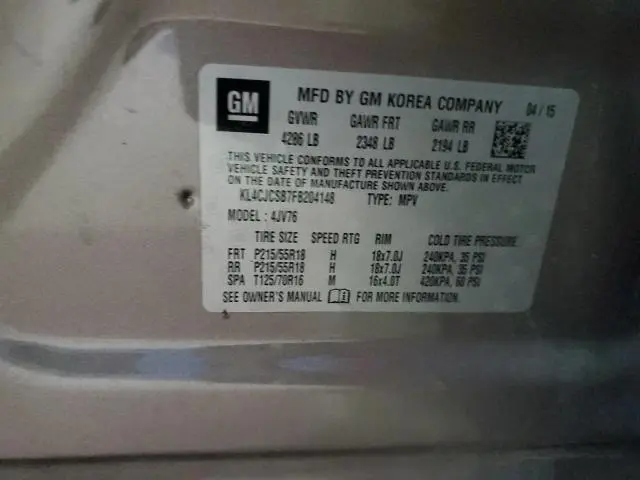 GM
MFD BY GM KOREA COMPANY 04/15
GVWR GAWR FRT GAWR RR
4286 LB 2348 LB 2194 LB
THIS VEHICLE CONFORMS TO ALL APPLICABLE U.S. FEDERAL MOTOR
VEHICLE SAFETY AND THEFT PREVENTION STANDARDS IN EFFECT
ON THE DATE OF MANUFACTURE SHOWN ABOVE.
KL4CJCSB7FB204148 TYPE: MPV
MODEL: 4JV76
TIRE SIZE SPEED RTG RIM COLD TIRE PRESSURE
FRT P215/55R18 H 18x7.0J 240KPA, 35 PSI
RR P215/55R18 H 18x7.0J 240KPA, 35 PSI
SPA T125/70R16 M 16x4.0T 420KPA, 60 PSI
SEE OWNER'S MANUAL FOR MORE INFORMATION.